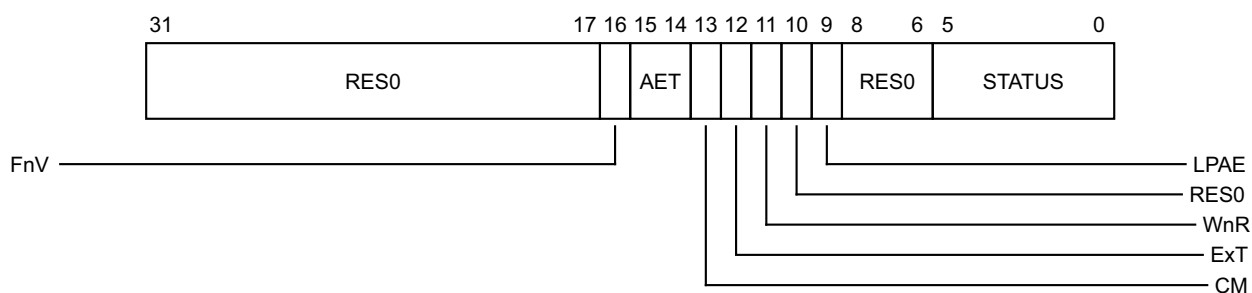 31 17 16 15 14 13 12 11 10 9 8 6 5 0
RES0 AET RES0 STATUS
FnV LPAE
RES0
WnR
ExT
CM